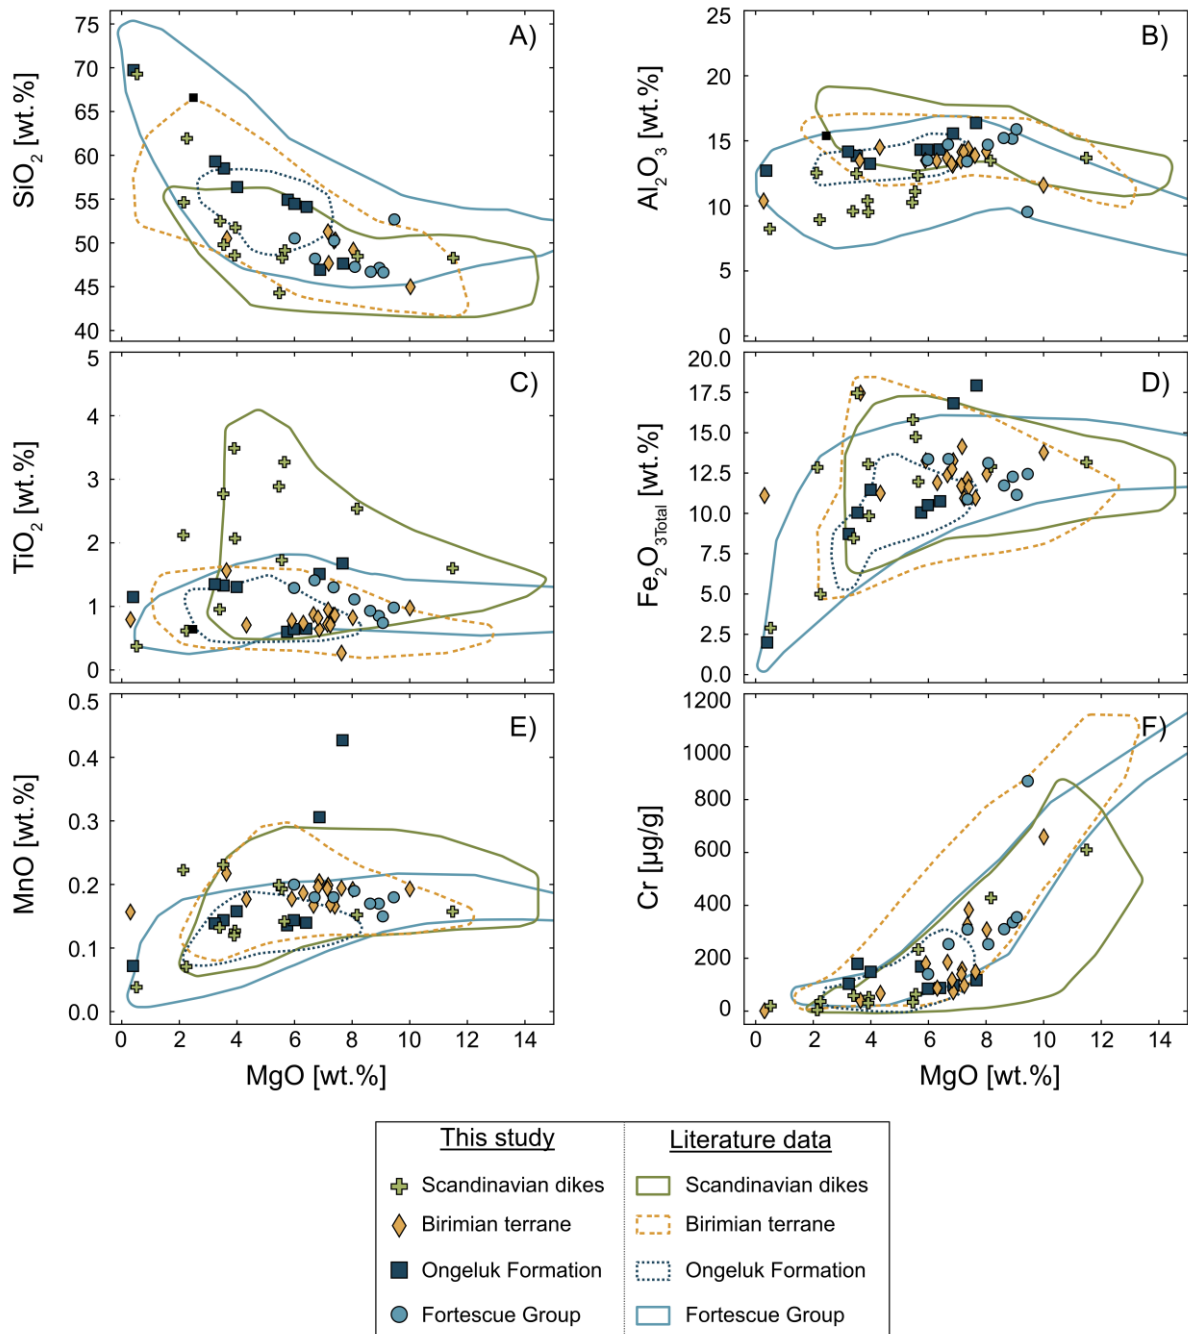 A)
SiO2 [wt.%]
75
70
65
60
55
50
45
40
B)
Al2O3 [wt.%]
25
20
15
10
5
0
C)
TiO2 [wt.%]
5
4
3
2
1
0
D)
Fe2O3Total [wt.%]
20.0
17.5
15.0
12.5
10.0
7.5
5.0
2.5
0.0
E)
MnO [wt.%]
0.5
0.4
0.3
0.2
0.1
0.0
0 2 4 6 8 10 12 14
MgO [wt.%]
F)
Cr [µg/g]
1200
1000
800
600
400
200
0
0 2 4 6 8 10 12 14
MgO [wt.%]
This study
Scandinavian dikes
Birimian terrane
Ongeluk Formation
Fortescue Group
Literature data
Scandinavian dikes
Birimian terrane
Ongeluk Formation
Fortescue Group